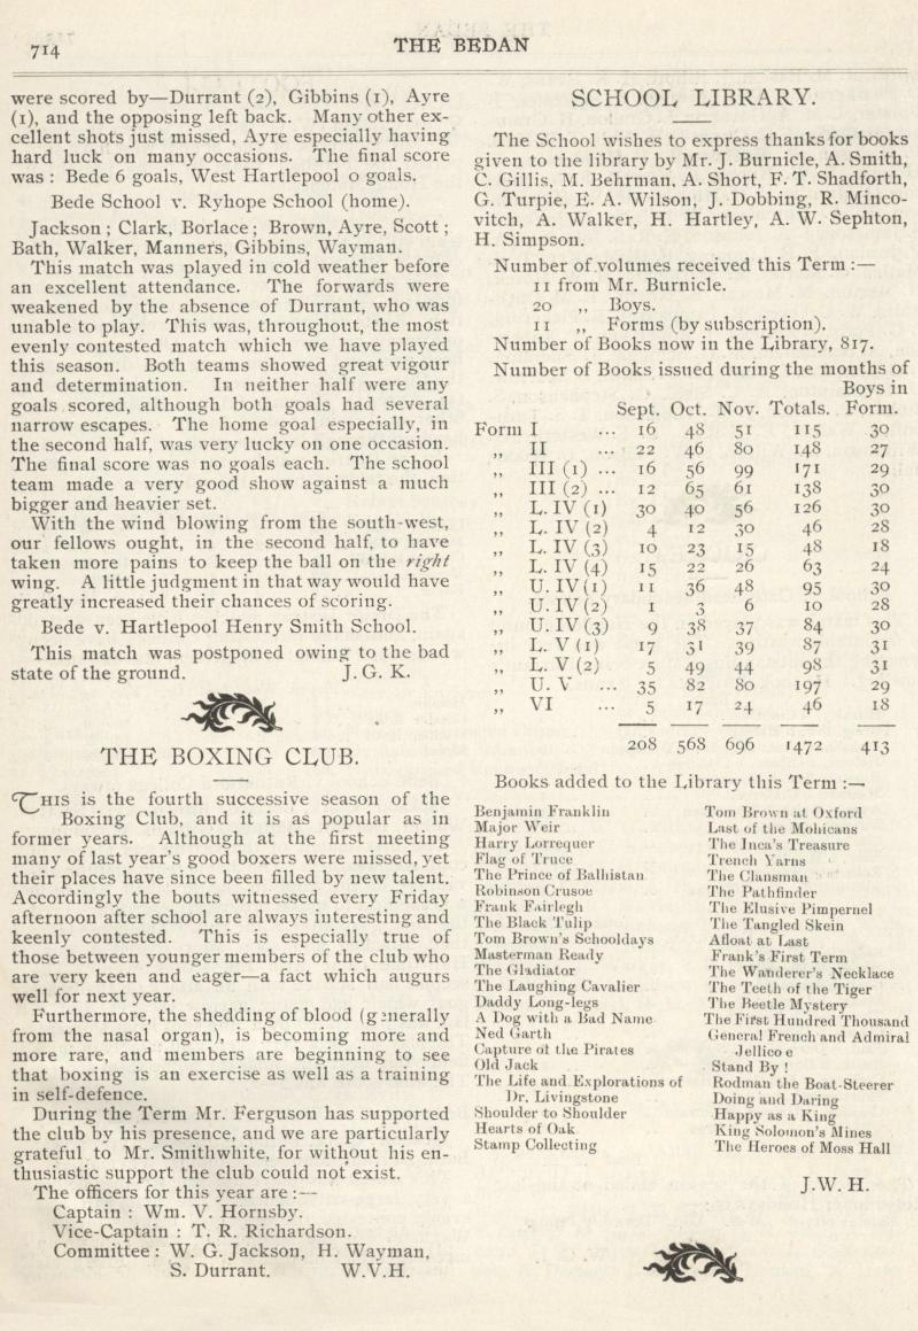 714
THE BEDAN
were scored by—Durrant (2), Gibbins (1), Ayre
(1), and the opposing left back. Many other ex-
cellent shots just missed, Ayre especially having
hard luck on many occasions. The final score
was : Bede 6 goals, West Hartlepool 0 goals.
Bede School v. Ryhope School (home).
Jackson ; Clark, Borlace ; Brown, Ayre, Scott ;
Bath, Walker, Manners, Gibbins, Wayman.
This match was played in cold weather before
an excellent attendance. The forwards were
weakened by the absence of Durrant, who was
unable to play. This was, throughout, the most
evenly contested match which we have played
this season. Both teams showed great vigour
and determination. In neither half were any
goals scored, although both goals had several
narrow escapes. The home goal especially, in
the second half, was very lucky on one occasion.
The final score was no goals each. The school
team made a very good show against a much
bigger and heavier set.
With the wind blowing from the south-west,
our fellows ought, in the second half, to have
taken more pains to keep the ball on the right
wing. A little judgment in that way would have
greatly increased their chances of scoring.
Bede v. Hartlepool Henry Smith School.
This match was postponed owing to the bad
state of the ground. J. G. K.
THE BOXING CLUB.
THIS is the fourth successive season of the
Boxing Club, and it is as popular as in
former years. Although at the first meeting
many of last year's good boxers were missed, yet
their places have since been filled by new talent.
Accordingly the bouts witnessed every Friday
afternoon after school are always interesting and
keenly contested. This is especially true of
those between younger members of the club who
are very keen and eager—a fact which augurs
well for next year.
Furthermore, the shedding of blood (generally
from the nasal organ), is becoming more and
more rare, and members are beginning to see
that boxing is an exercise as well as a training
in self-defence.
During the Term Mr. Ferguson has supported
the club by his presence, and we are particularly
grateful to Mr. Smithwhite, for without his en-
thusiastic support the club could not exist.
The officers for this year are :—
Captain : Wm. V. Hornsby.
Vice-Captain : T. R. Richardson.
Committee : W. G. Jackson, H. Wayman,
S. Durrant. W.V.H.
SCHOOL LIBRARY.
The School wishes to express thanks for books
given to the library by Mr. J. Burnicle, A. Smith,
C. Gillis, M. Behrman, A. Short, F. T. Shadforth,
G. Turpie, E. A. Wilson, J. Dobbing, R. Minco-
vitch, A. Walker, H. Hartley, A. W. Sephton,
H. Simpson.
Number of volumes received this Term :—
11 from Mr. Burnicle.
20 ,, Boys.
11 ,, Forms (by subscription).
Number of Books now in the Library, 817.
Number of Books issued during the months of
Boys in
Sept. Oct. Nov. Totals. Form.
Form I ... 16 48 51 115 30
,, II ... 22 46 80 148 27
,, III (1) ... 16 56 99 171 29
,, III (2) ... 12 65 61 138 30
,, L. IV (1) 30 40 56 126 30
,, L. IV (2) 4 12 30 46 28
,, L. IV (3) 10 23 15 48 18
,, L. IV (4) 15 22 26 63 24
,, U. IV (1) 11 36 48 95 30
,, U. IV (2) 1 3 6 10 28
,, U. IV (3) 9 38 37 84 30
,, L. V (1) 17 31 39 87 31
,, L. V (2) 5 49 44 98 31
,, U. V ... 35 82 80 197 29
,, VI ... 5 17 24 46 18
208 568 696 1472 413
Books added to the Library this Term :—
Benjamin Franklin
Major Weir
Harry Lorrequer
Flag of Truce
The Prince of Balhistan
Robinson Crusoe
Frank Fairlegh
The Black Tulip
Tom Brown's Schooldays
Masterman Ready
The Gladiator
The Laughing Cavalier
Daddy Long-legs
A Dog with a Bad Name
Ned Garth
Capture of the Pirates
Old Jack
The Life and Explorations of
Dr. Livingstone
Shoulder to Shoulder
Hearts of Oak
Stamp Collecting
Tom Brown at Oxford
Last of the Mohicans
The Inca's Treasure
Trench Yarns
The Clansman
The Pathfinder
The Elusive Pimpernel
The Tangled Skein
Afloat at Last
Frank's First Term
The Wanderer's Necklace
The Teeth of the Tiger
The Beetle Mystery
The First Hundred Thousand
General French and Admiral
Jellicoe
Stand By !
Rodman the Boat-Steerer
Doing and Daring
Happy as a King
King Solomon's Mines
The Heroes of Moss Hall
J.W. H.